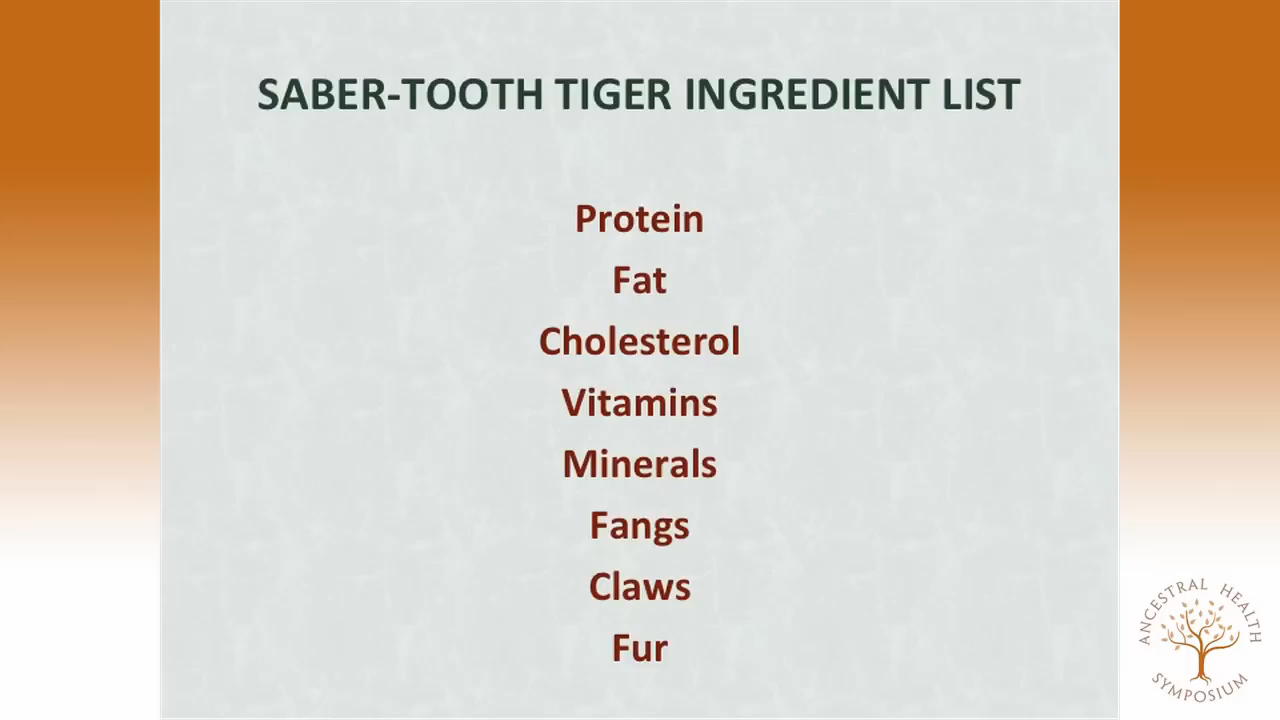 SABER-TOOTH TIGER INGREDIENT LIST
Protein
Fat
Cholesterol
Vitamins
Minerals
Fangs
Claws
Fur
ANCESTRAL HEALTH
SYMPOSIUM